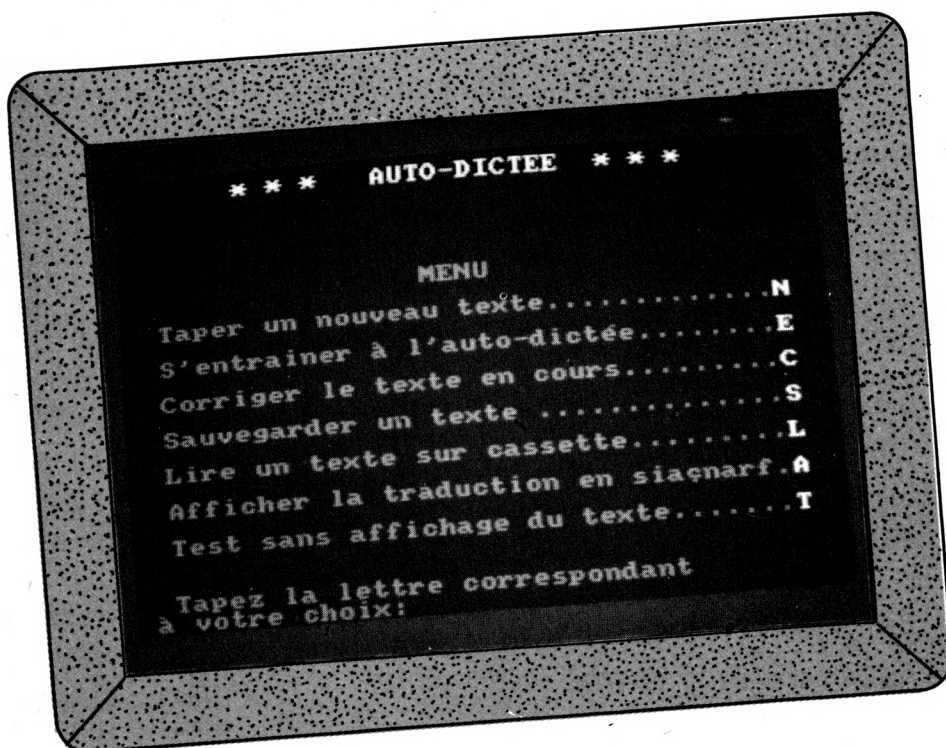 * * * AUTO-DICTEE * * *
MENU
Taper un nouveau texte.............N
S'entrainer à l'auto-dictée........E
Corriger le texte en cours.........C
Sauvegarder un texte ..............S
Lire un texte sur cassette.........L
Afficher la traduction en siaçnarf.A
Test sans affichage du texte.......T
Tapez la lettre correspondant
à votre choix: